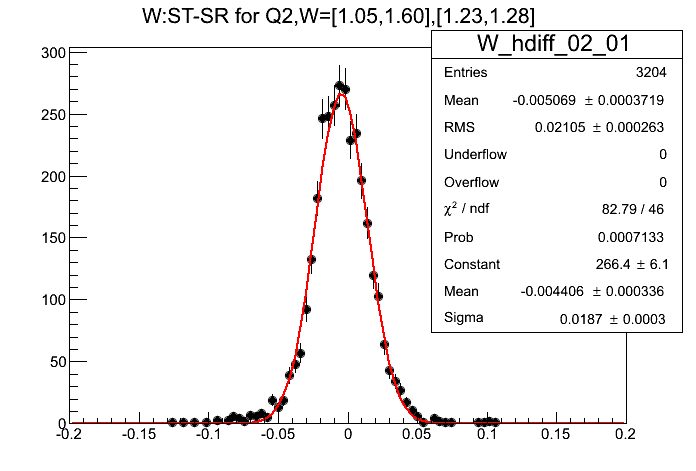 W:ST-SR for Q2,W=[1.05,1.60],[1.23,1.28]
W_hdiff_02_01
Entries 3204
Mean -0.005069 ± 0.0003719
RMS 0.02105 ± 0.000263
Underflow 0
Overflow 0
χ² / ndf 82.79 / 46
Prob 0.0007133
Constant 266.4 ± 6.1
Mean -0.004406 ± 0.000336
Sigma 0.0187 ± 0.0003
300
250
200
150
100
50
0
-0.2 -0.15 -0.1 -0.05 0 0.05 0.1 0.15 0.2